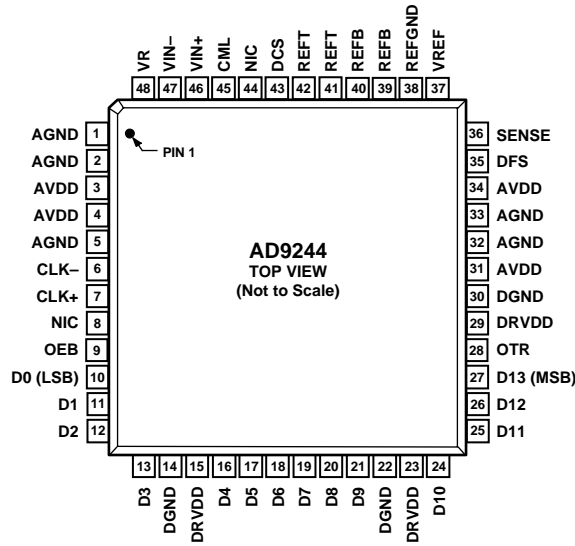 VR
VIN–
VIN+
CML
NIC
DCS
REFT
REFT
REFB
REFB
REFGND
VREF
48
47
46
45
44
43
42
41
40
39
38
37
AGND 1
AGND 2
AVDD 3
AVDD 4
AGND 5
CLK– 6
CLK+ 7
NIC 8
OEB 9
D0 (LSB) 10
D1 11
D2 12
PIN 1
AD9244
TOP VIEW
(Not to Scale)
36 SENSE
35 DFS
34 AVDD
33 AGND
32 AGND
31 AVDD
30 DGND
29 DRVDD
28 OTR
27 D13 (MSB)
26 D12
25 D11
13
14
15
16
17
18
19
20
21
22
23
24
D3
DGND
DRVDD
D4
D5
D6
D7
D8
D9
DGND
DRVDD
D10